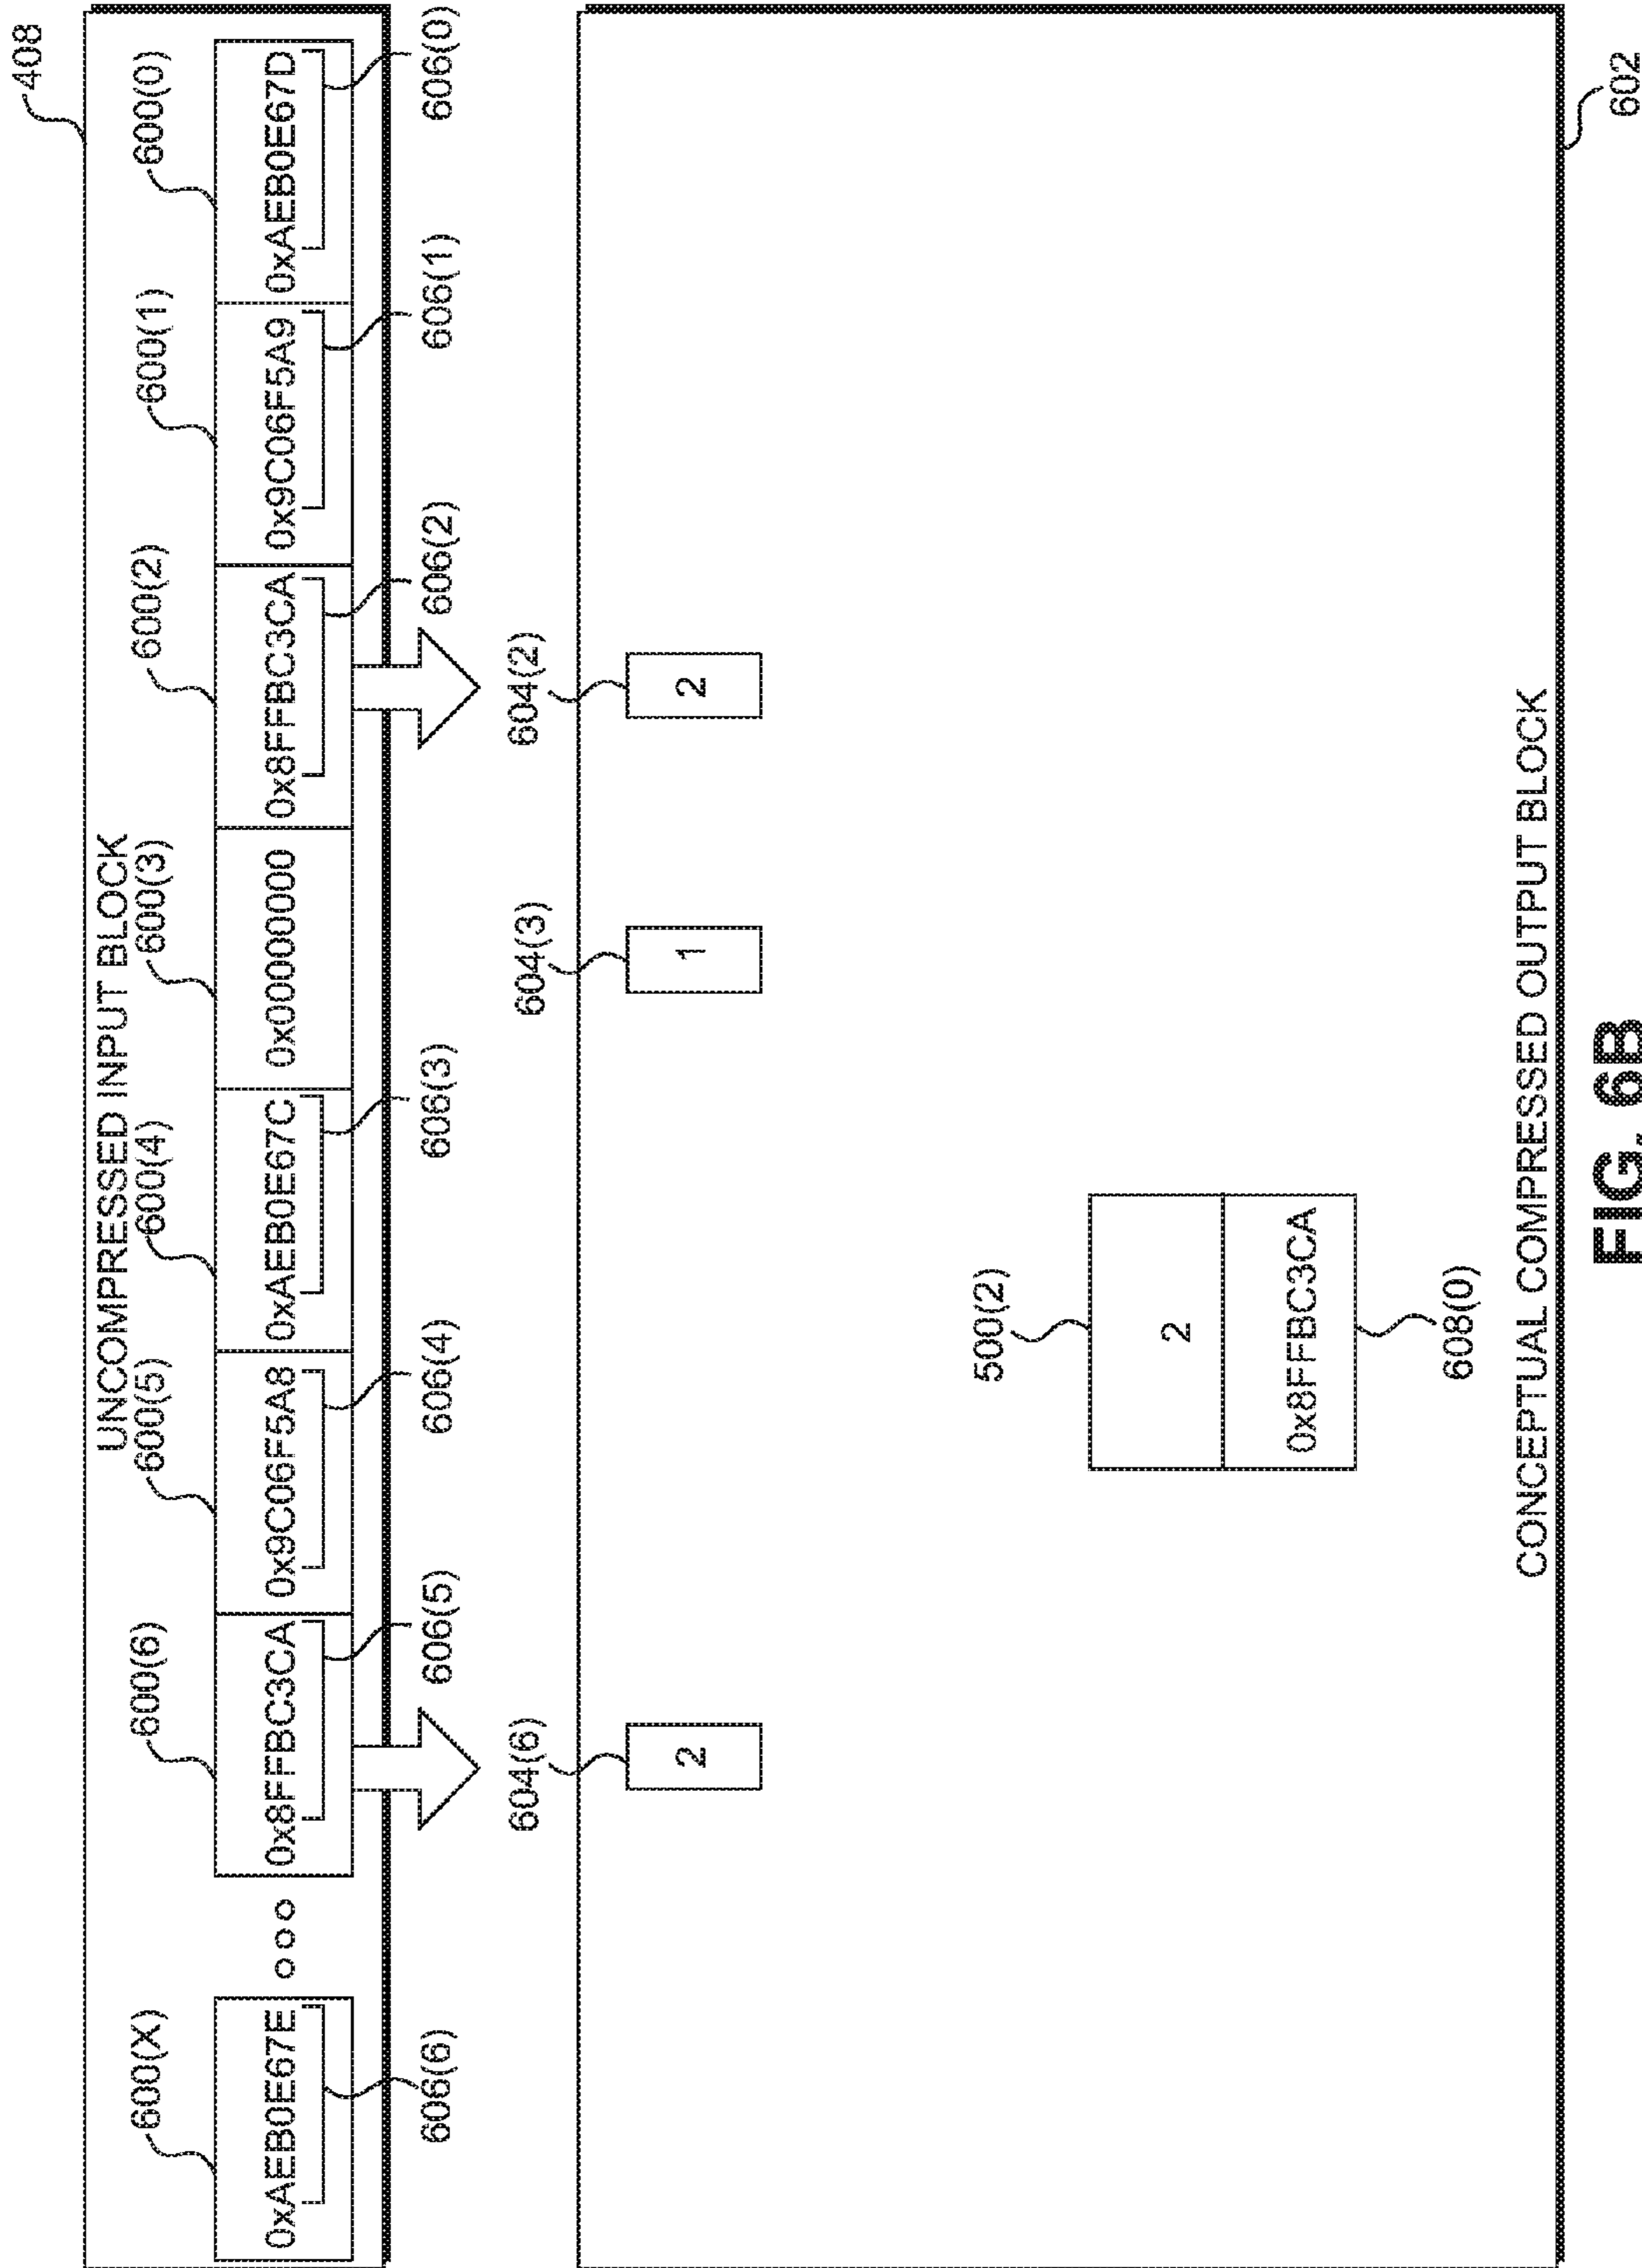 408
UNCOMPRESSED INPUT BLOCK
600(X) 600(6) 600(5) 600(4) 600(3) 600(2) 600(1) 600(0)
0xAEB0E67E 0x8FFBC3CA 0x9C06F5A8 0xAEB0E67C 0x00000000 0x8FFBC3CA 0x9C06F5A9 0xAEB0E67D
606(6) 606(5) 606(4) 606(3) 606(2) 606(1) 606(0)
604(6) 604(3) 604(2)
2 1 2
500(2)
2
0x8FFBC3CA
608(0)
CONCEPTUAL COMPRESSED OUTPUT BLOCK
602
FIG. 6B